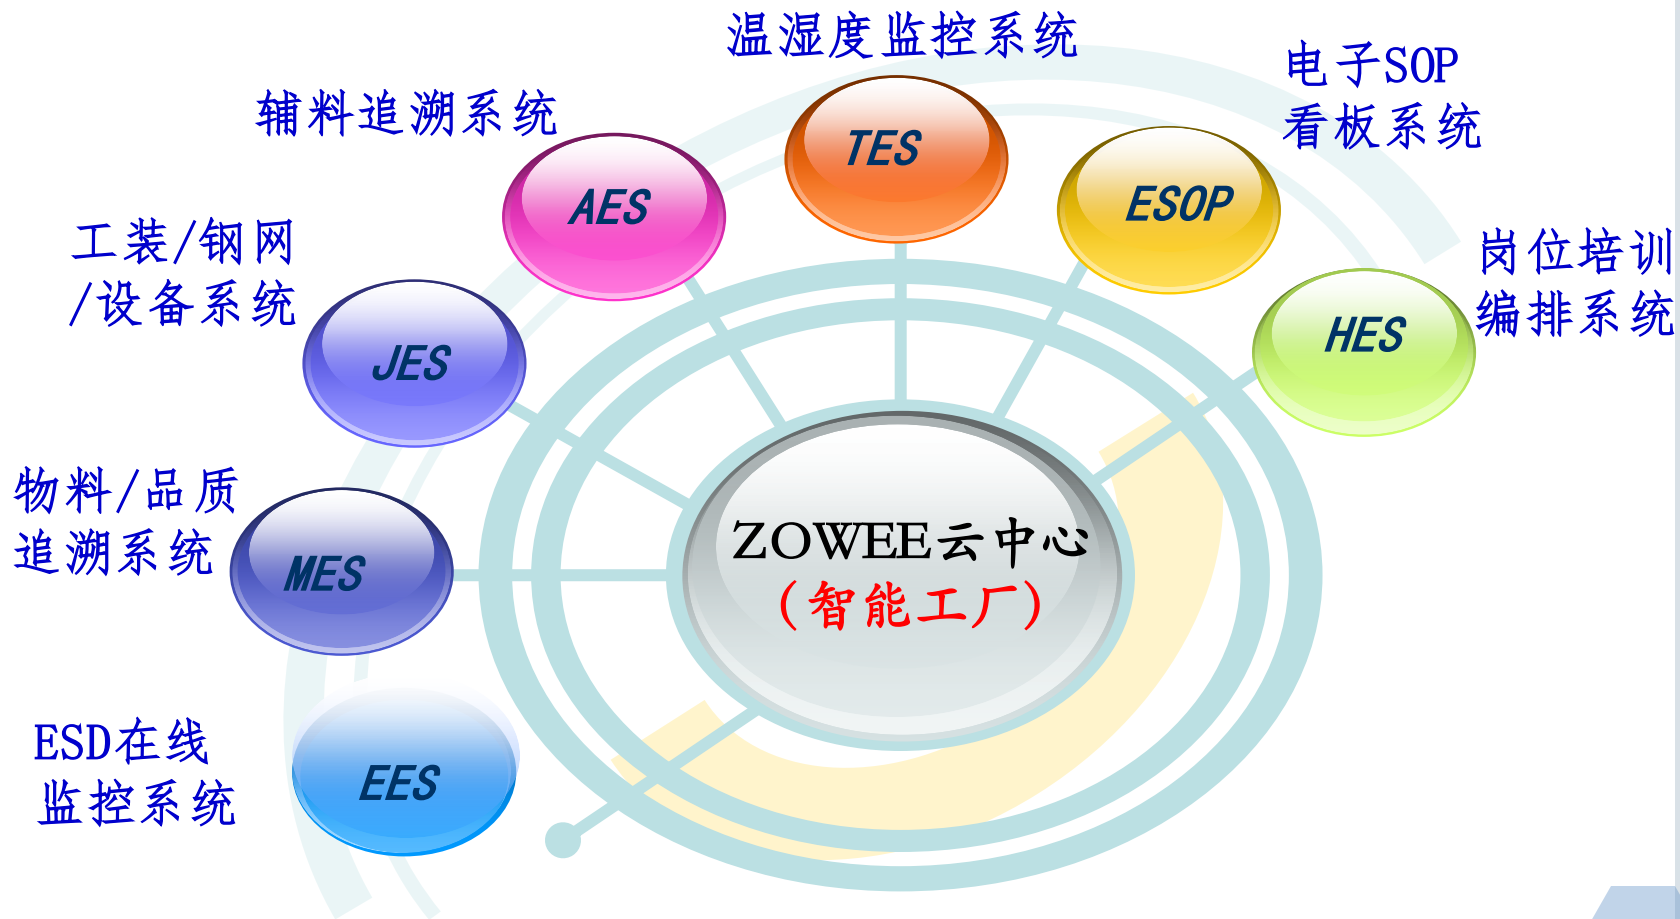 温湿度监控系统
TES
电子SOP
看板系统
ESOP
辅料追溯系统
AES
岗位培训
编排系统
HES
工装/钢网
/设备系统
JES
物料/品质
追溯系统
MES
ZOWEE云中心
(智能工厂)
ESD在线
监控系统
EES